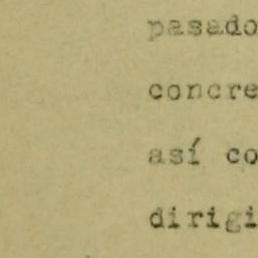 pasado
concre
así co
dirigi